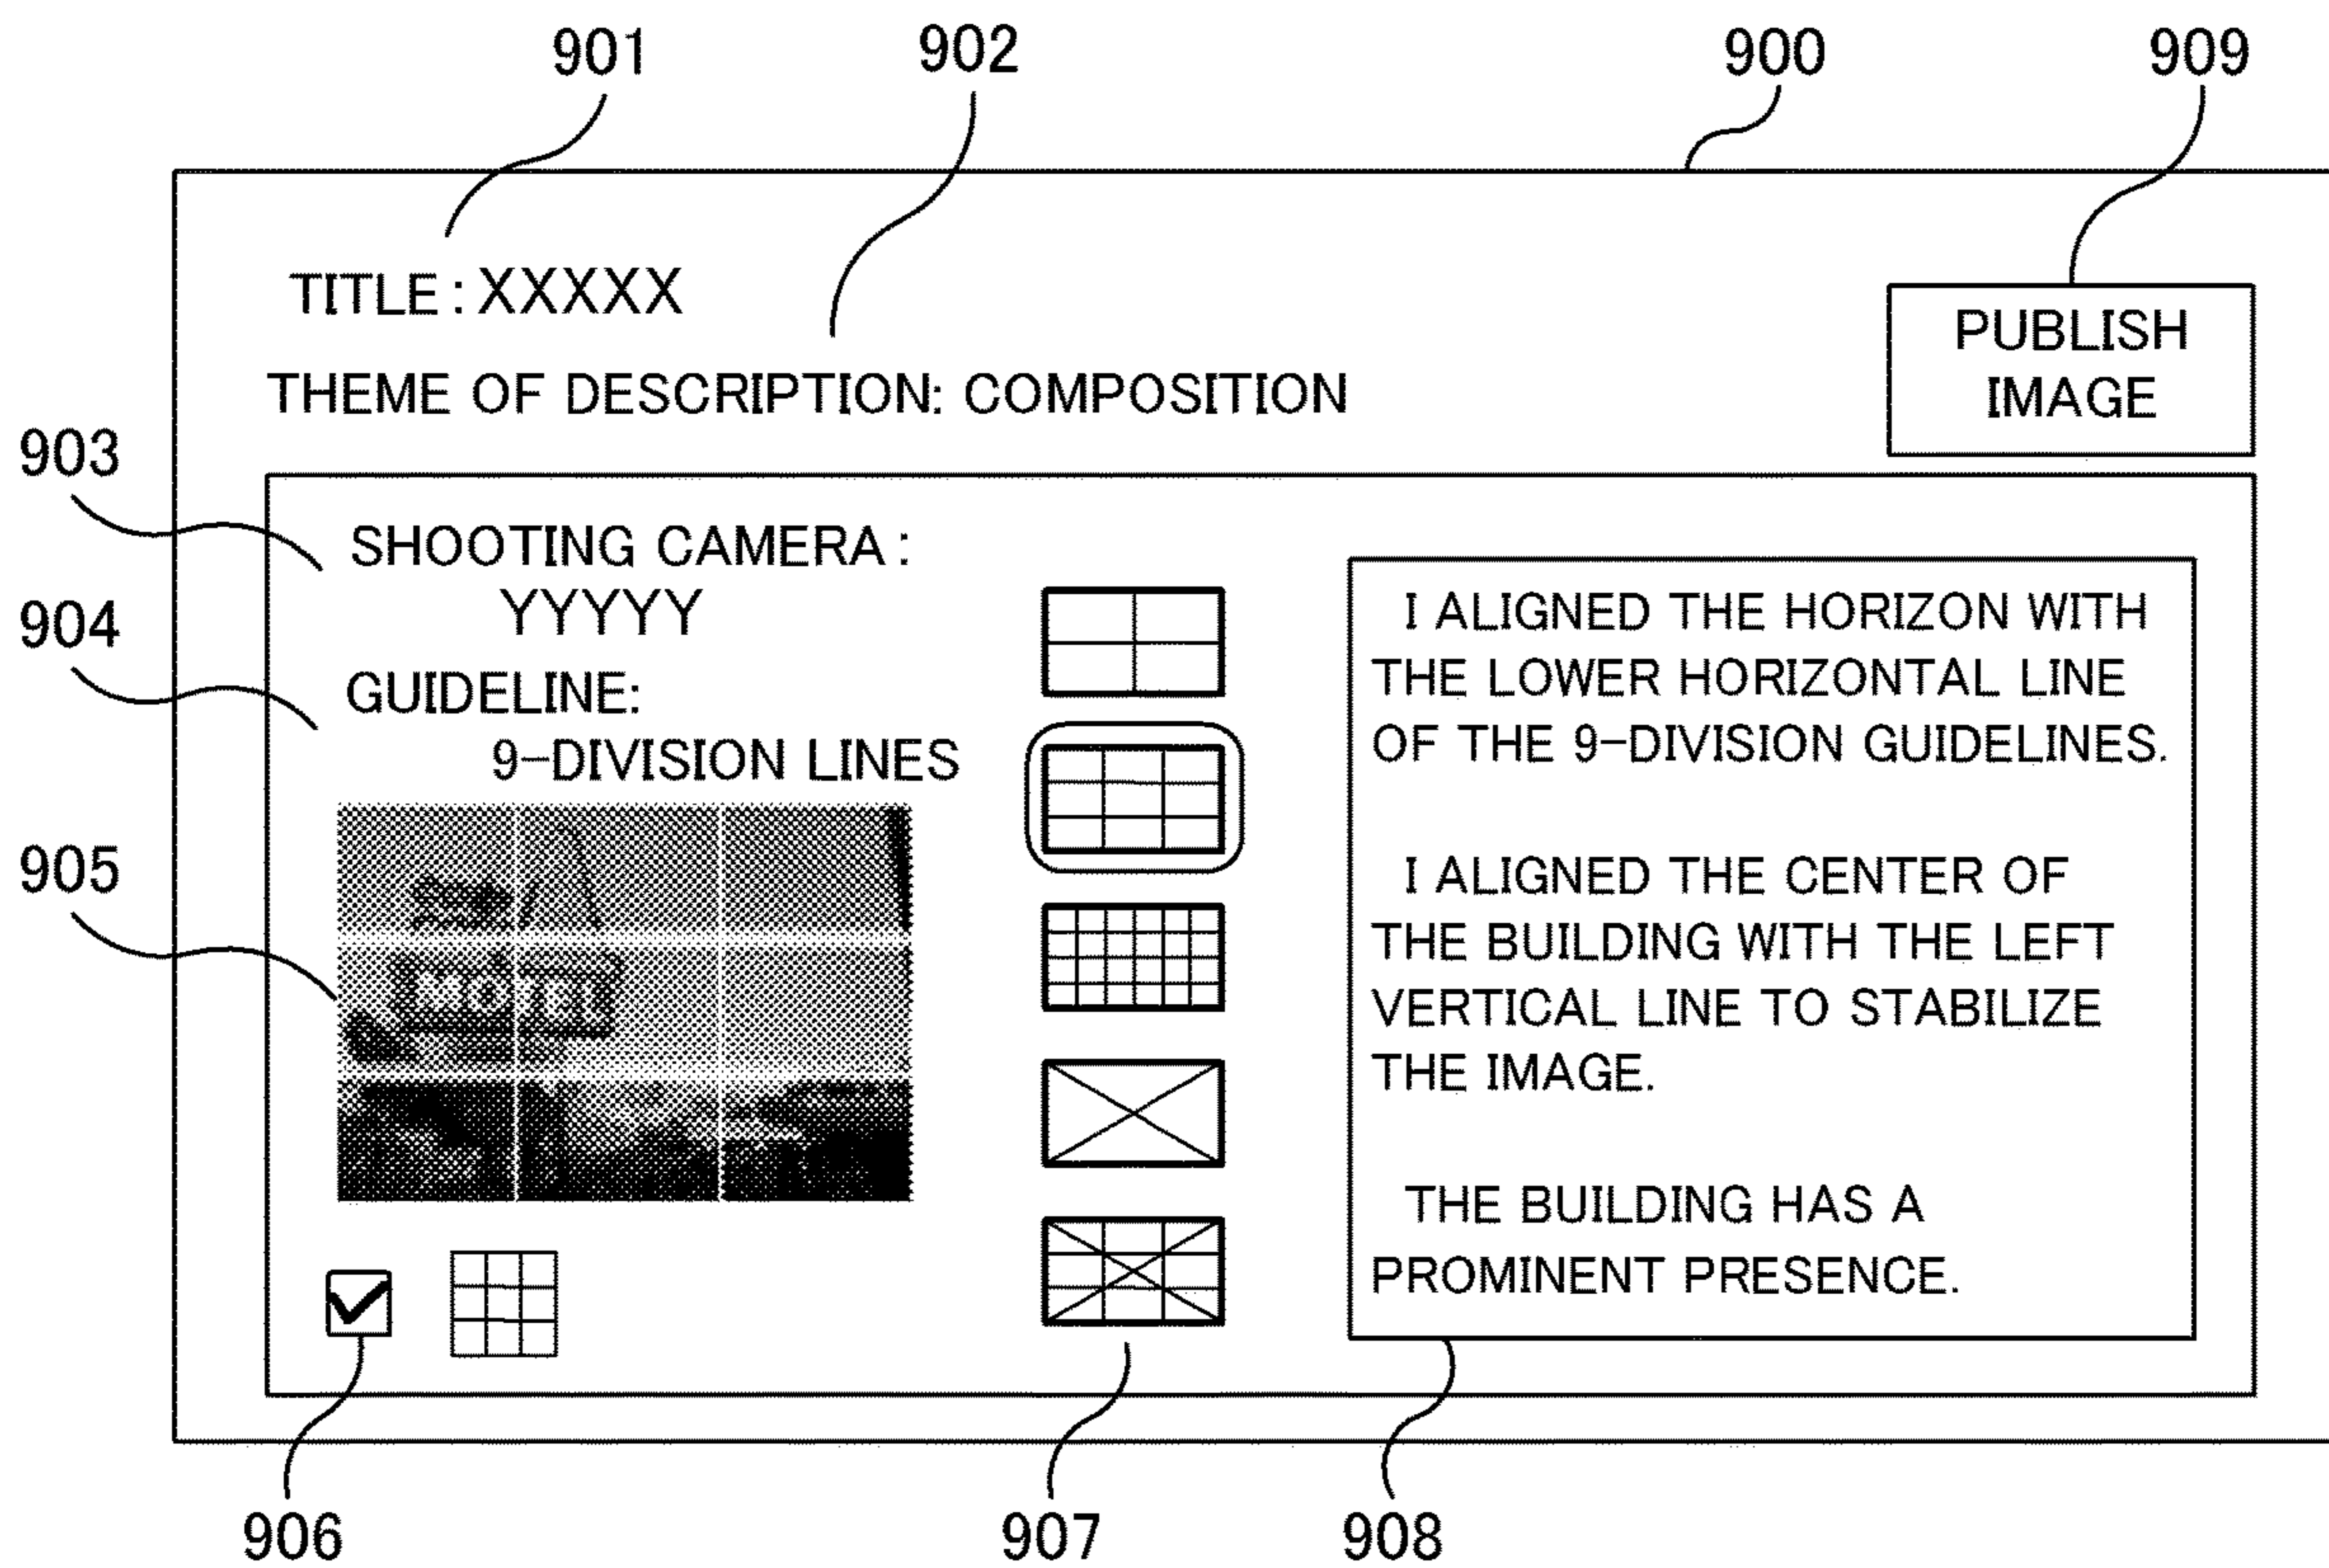 901
902
900
909
TITLE: XXXXX
PUBLISH
IMAGE
THEME OF DESCRIPTION: COMPOSITION
903
SHOOTING CAMERA:
YYYYY
904
GUIDELINE:
9-DIVISION LINES
905
MOTEL
I ALIGNED THE HORIZON WITH
THE LOWER HORIZONTAL LINE
OF THE 9-DIVISION GUIDELINES.
I ALIGNED THE CENTER OF
THE BUILDING WITH THE LEFT
VERTICAL LINE TO STABILIZE
THE IMAGE.
THE BUILDING HAS A
PROMINENT PRESENCE.
906
907
908